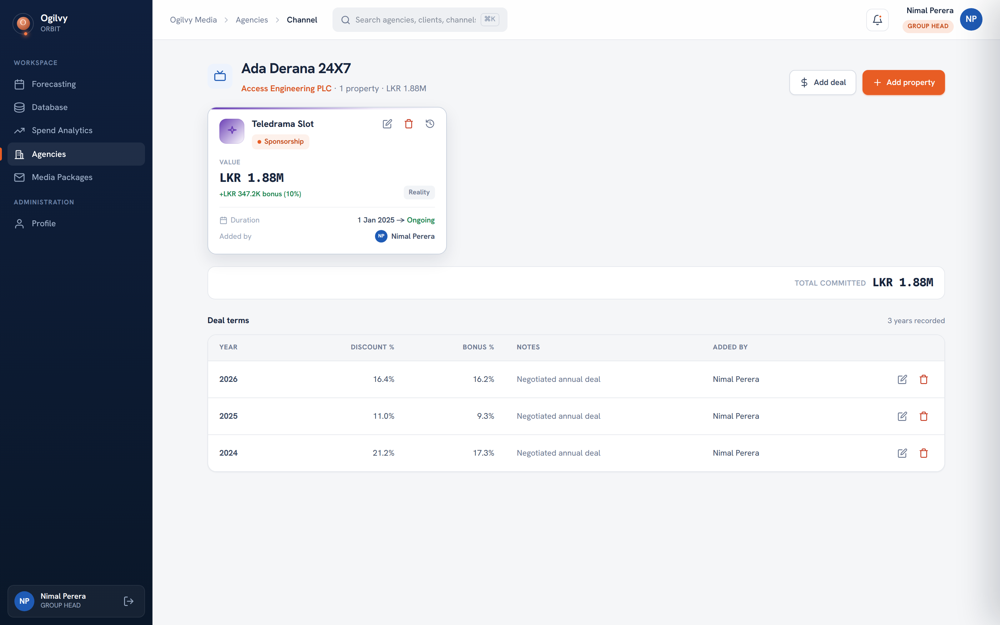 Ogilvy
ORBIT
WORKSPACE
Forecasting
Database
Spend Analytics
Agencies
Media Packages
ADMINISTRATION
Profile
NP
Nimal Perera
GROUP HEAD
Ogilvy Media > Agencies > Channel
Search agencies, clients, channels ⌘K
Nimal Perera
GROUP HEAD
NP
Ada Derana 24X7
Access Engineering PLC · 1 property · LKR 1.88M
Add deal
Add property
Teledrama Slot
Sponsorship
VALUE
LKR 1.88M
+LKR 347.2K bonus (10%)
Reality
Duration 1 Jan 2025 → Ongoing
Added by NP Nimal Perera
TOTAL COMMITTED LKR 1.88M
Deal terms 3 years recorded
YEAR DISCOUNT % BONUS % NOTES ADDED BY
2026 16.4% 16.2% Negotiated annual deal Nimal Perera
2025 11.0% 9.3% Negotiated annual deal Nimal Perera
2024 21.2% 17.3% Negotiated annual deal Nimal Perera